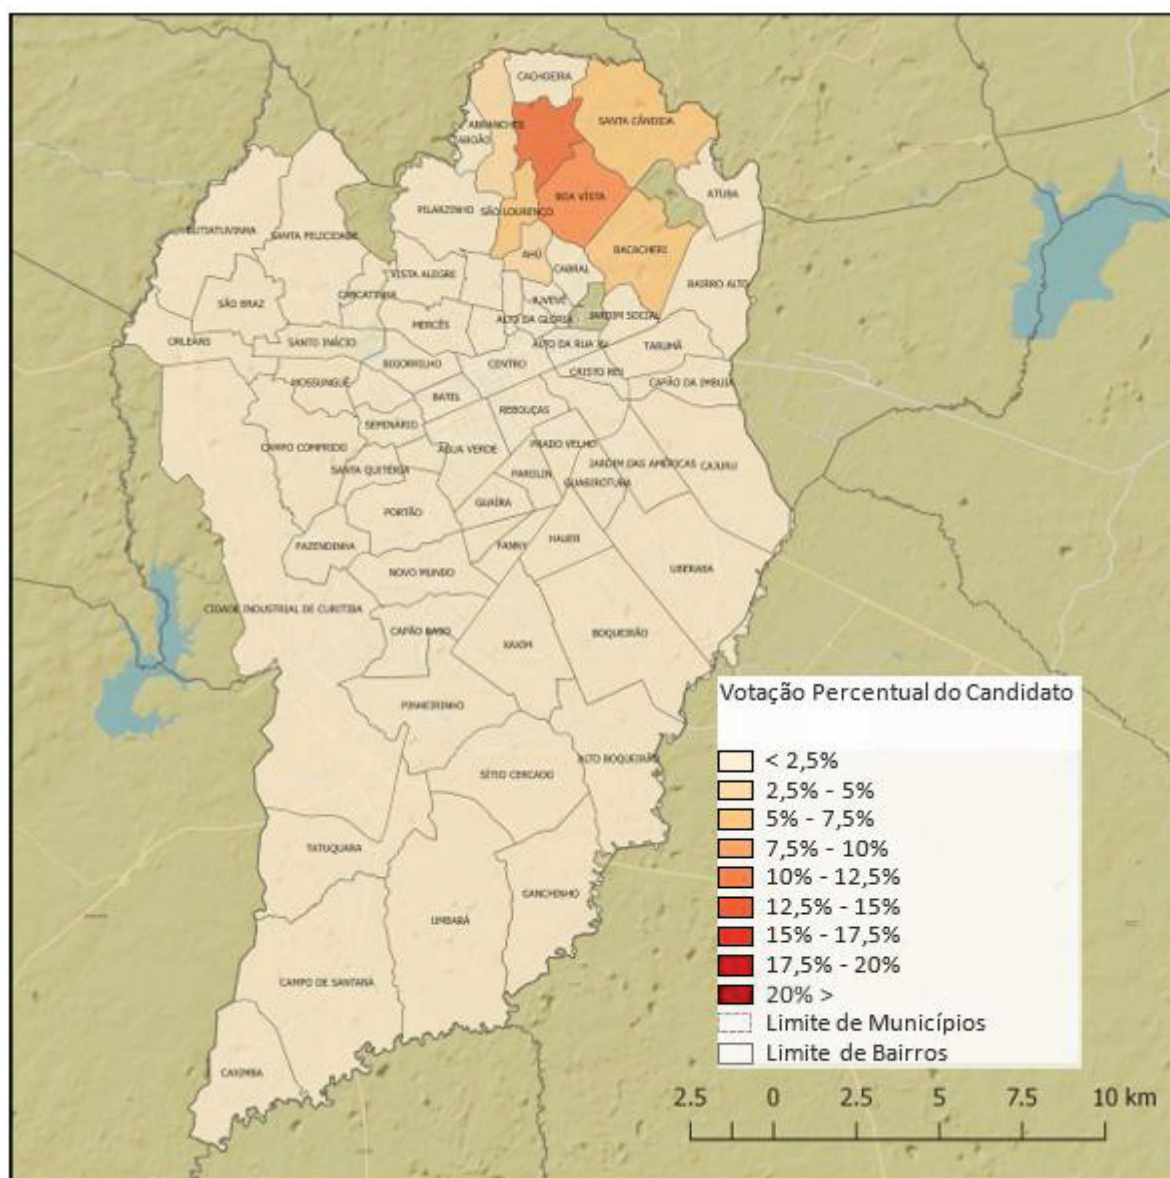 CACHOEIRA
ABRANCHES
SANTA CÂNDIDA
TABOÃO
BOA VISTA
ATUBA
PILARZINHO
SÃO LOURENÇO
BUTIATUVINHA
SANTA FELICIDADE
AHÚ
BACACHERI
CABRAL
VISTA ALEGRE
BAIRRO ALTO
CASCATINHA
SÃO BRAZ
JUVEVÊ
ALTO DA GLÓRIA
JARDIM SOCIAL
MERCÊS
ORLEANS
SANTO INÁCIO
ALTO DA RUA XV
TARUMÃ
BIGORRILHO
CENTRO
CRISTO REI
MOSSUNGUÊ
CAPÃO DA IMBUIA
BATEL
REBOUÇAS
SEMINÁRIO
CAMPO COMPRIDO
ÁGUA VERDE
PRADO VELHO
SANTA QUITÉRIA
PAROLIN
JARDIM DAS AMÉRICAS
CAJURU
GUABIROTUBA
GUAÍRA
PORTÃO
FAZENDINHA
FANNY
HAUER
NOVO MUNDO
UBERABA
CIDADE INDUSTRIAL DE CURITIBA
CAPÃO RASO
XAXIM
BOQUEIRÃO
PINHEIRINHO
ALTO BOQUEIRÃO
SÍTIO CERCADO
TATUQUARA
GANCHINHO
UMBARÁ
CAMPO DE SANTANA
CAXIMBA
Votação Percentual do Candidato
< 2,5%
2,5% - 5%
5% - 7,5%
7,5% - 10%
10% - 12,5%
12,5% - 15%
15% - 17,5%
17,5% - 20%
20% >
Limite de Municípios
Limite de Bairros
2.5 0 2.5 5 7.5 10 km